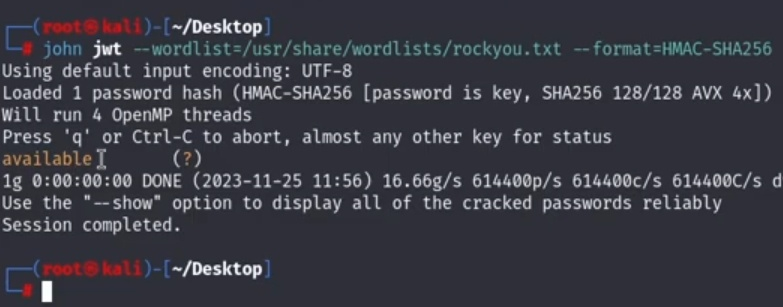 ┌──(root㉿kali)-[~/Desktop]
└─# john jwt --wordlist=/usr/share/wordlists/rockyou.txt --format=HMAC-SHA256
Using default input encoding: UTF-8
Loaded 1 password hash (HMAC-SHA256 [password is key, SHA256 128/128 AVX 4x])
Will run 4 OpenMP threads
Press 'q' or Ctrl-C to abort, almost any other key for status
available        (?)
1g 0:00:00:00 DONE (2023-11-25 11:56) 16.66g/s 614400p/s 614400c/s 614400C/s d
Use the "--show" option to display all of the cracked passwords reliably
Session completed.
┌──(root㉿kali)-[~/Desktop]
└─#